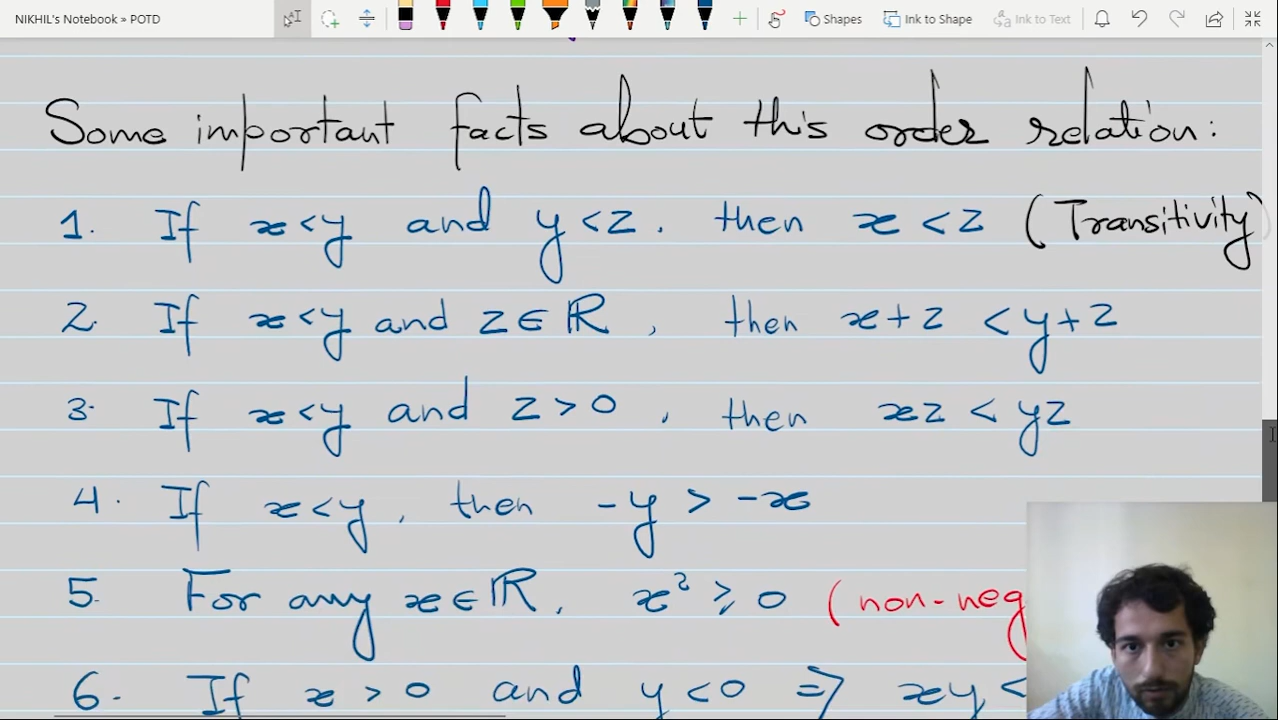 NIKHIL's Notebook » POTD
Shapes
Ink to Shape
Ink to Text
Some important facts about this order relation:
1. If x < y and y < z, then x < z (Transitivity)
2. If x < y and z ∈ ℝ, then x + z < y + z
3. If x < y and z > 0, then xz < yz
4. If x < y, then -y > -x
5. For any x ∈ ℝ, x² ≥ 0 (non-neg
6. If x > 0 and y < 0 ⇒ xy <